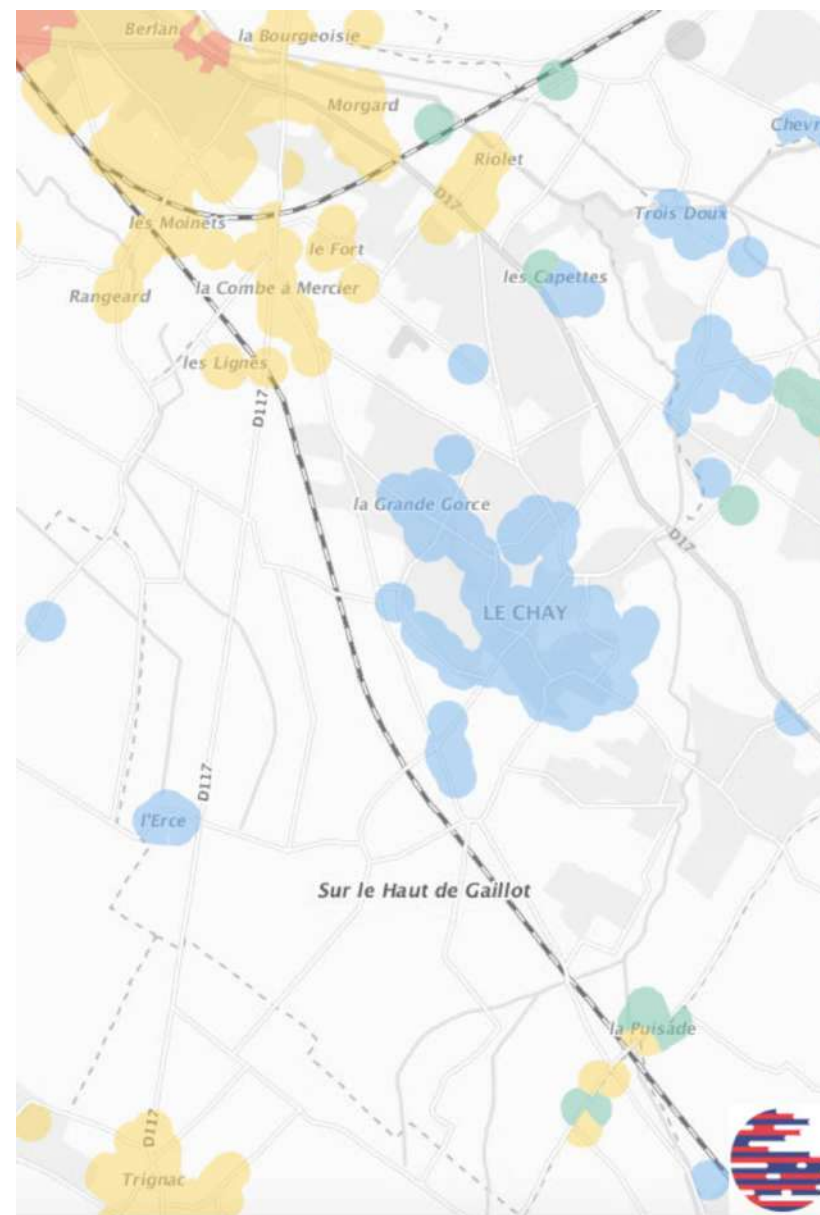 Berlan
la Bourgeoisie
Morgard
Chevr
Riolet
D17
Trois Doux
les Moinets
le Fort
les Capettes
Rangeard
la Combe à Mercier
les Lignes
D117
la Grande Gorce
D17
LE CHAY
D117
l'Erce
Sur le Haut de Gaillot
la Puisade
D117
Trignac